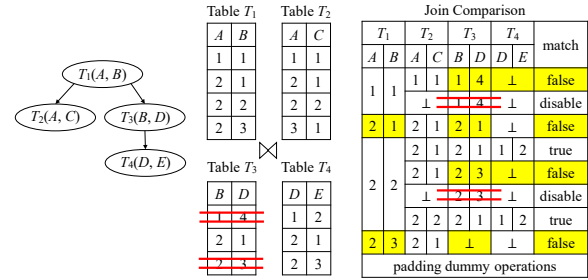 T1(A, B)
T2(A, C)
T3(B, D)
T4(D, E)
Table T1
A B
1 1
2 1
2 2
2 3
Table T2
A C
1 1
2 1
2 2
3 1
⋈
Table T3
B D
1 4
2 1
2 3
Table T4
D E
1 2
2 1
2 3
Join Comparison
T1 T2 T3 T4 match
A B A C B D D E
1 1 1 1 1 4 ⊥ false
⊥ 1 4 ⊥ disable
2 1 2 1 2 1 ⊥ false
2 2 2 1 2 1 1 2 true
2 2 2 3 ⊥ false
⊥ 2 3 ⊥ disable
2 2 2 1 1 2 true
2 3 2 1 ⊥ ⊥ false
padding dummy operations